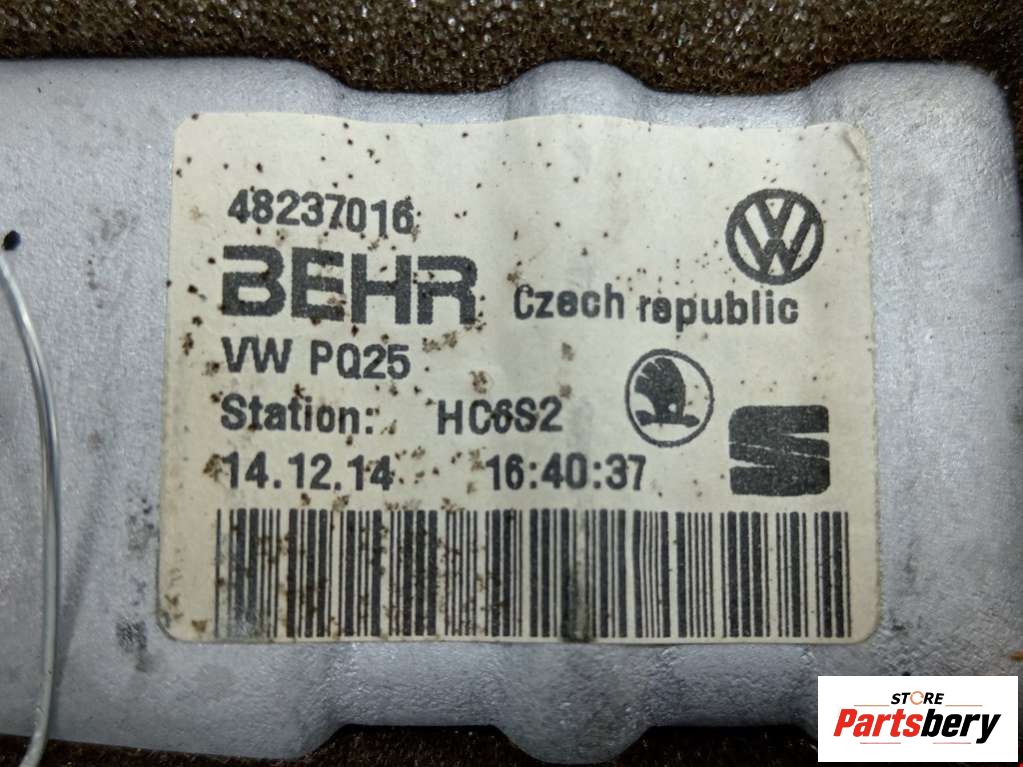 48237016
BEHR Czech republic
VW PQ25
Station: HC6S2
14.12.14 16:40:37
STORE
Partsbery